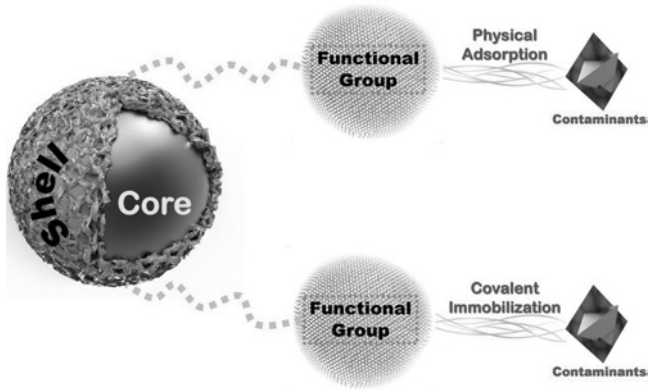 Shell
Core
Functional
Group
Physical
Adsorption
Contaminants
Functional
Group
Covalent
Immobilization
Contaminants